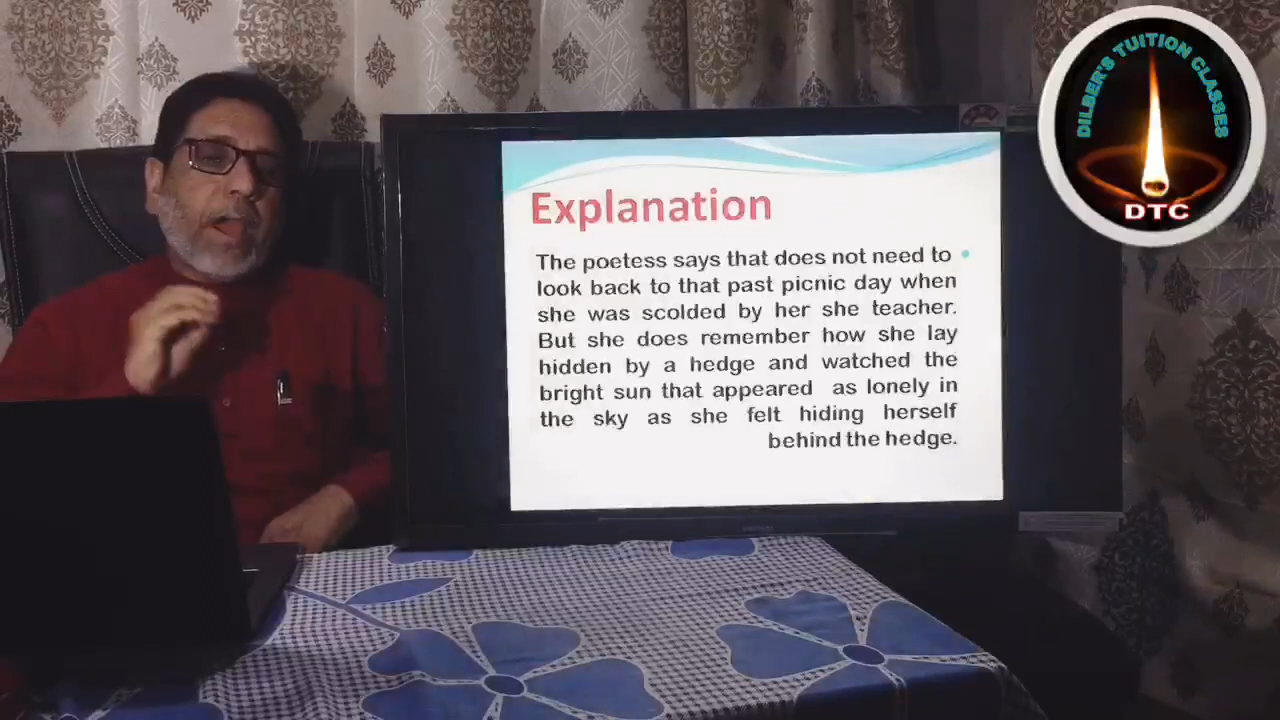 DILBER'S TUITION CLASSES
DTC
Explanation
The poetess says that does not need to
look back to that past picnic day when
she was scolded by her she teacher.
But she does remember how she lay
hidden by a hedge and watched the
bright sun that appeared as lonely in
the sky as she felt hiding herself
behind the hedge.